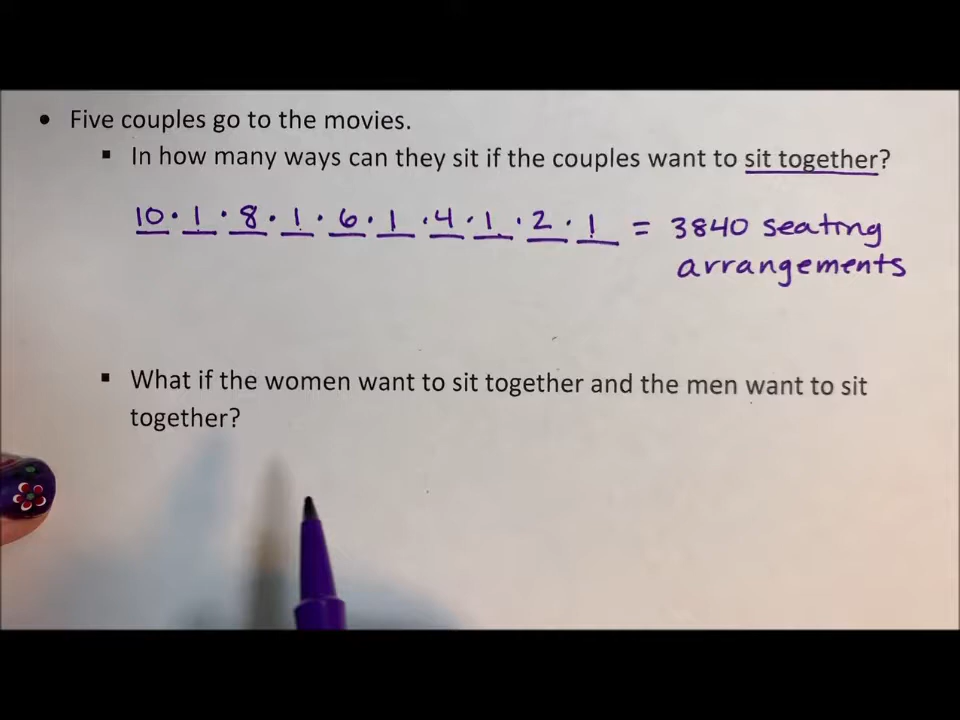 • Five couples go to the movies.
▪ In how many ways can they sit if the couples want to sit together?
10 · 1 · 8 · 1 · 6 · 1 · 4 · 1 · 2 · 1 = 3840 seating
arrangements
▪ What if the women want to sit together and the men want to sit
together?